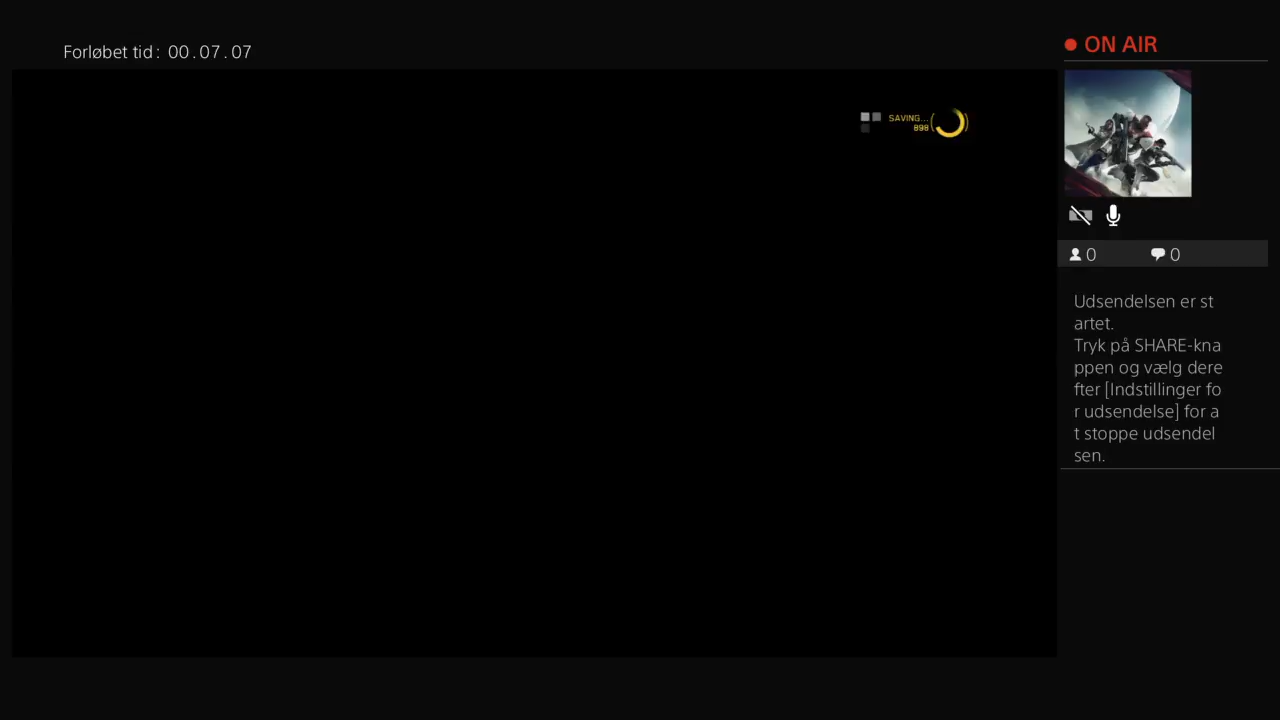 Forløbet tid: 00.07.07
ON AIR
SAVING...
898
0 0
Udsendelsen er st
artet.
Tryk på SHARE-kna
ppen og vælg dere
fter [Indstillinger fo
r udsendelse] for a
t stoppe udsendel
sen.